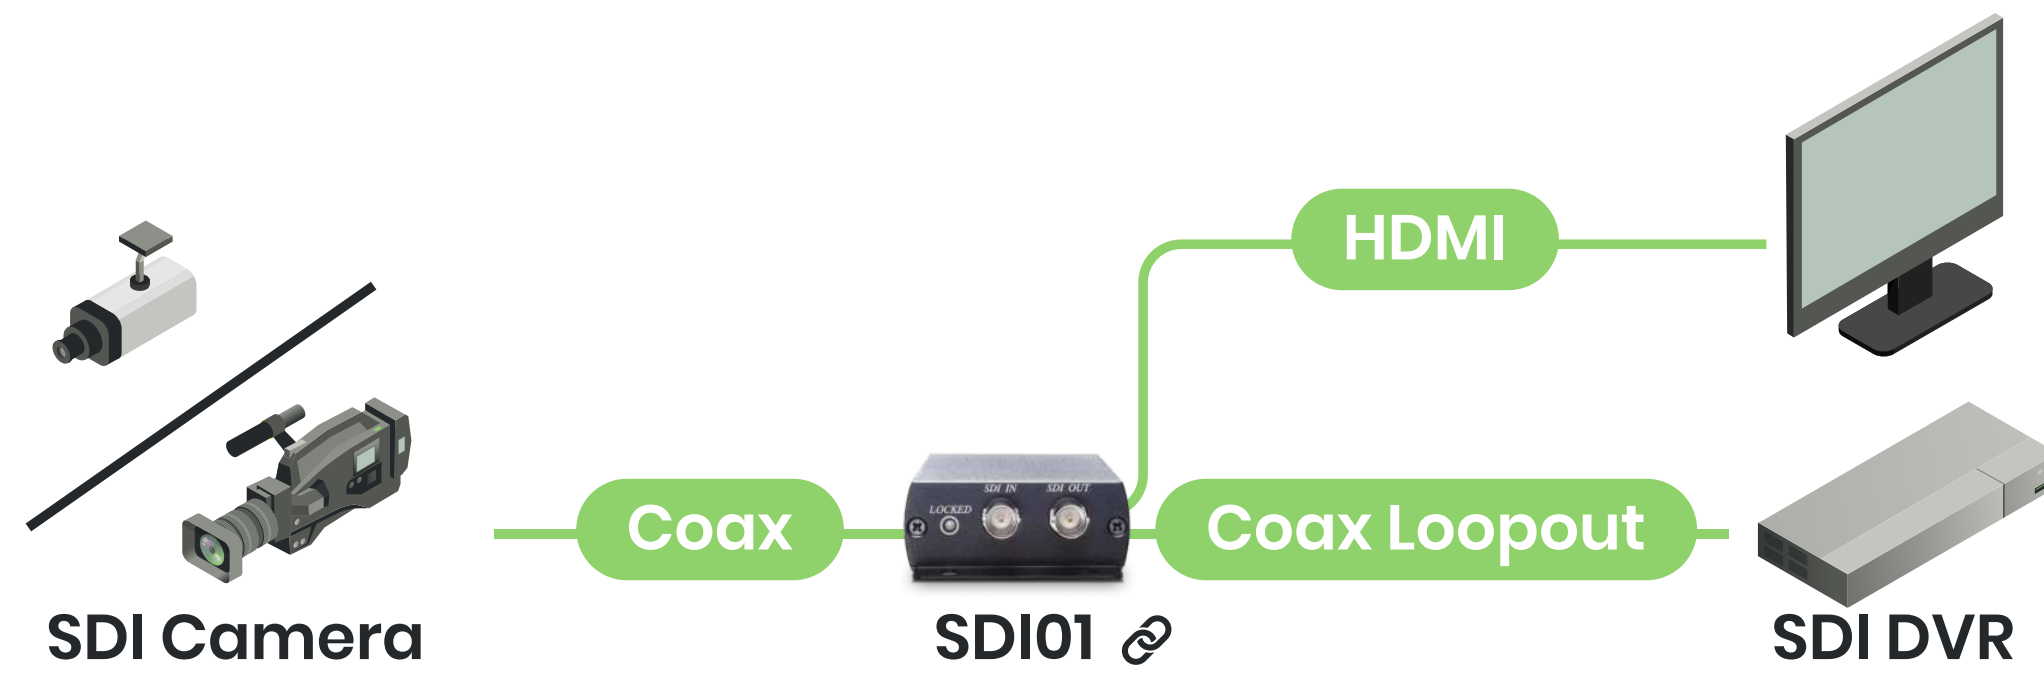 HDMI
SDI IN
SDI OUT
LOCKED
Coax
Coax Loopout
SDI Camera
SDI01
SDI DVR